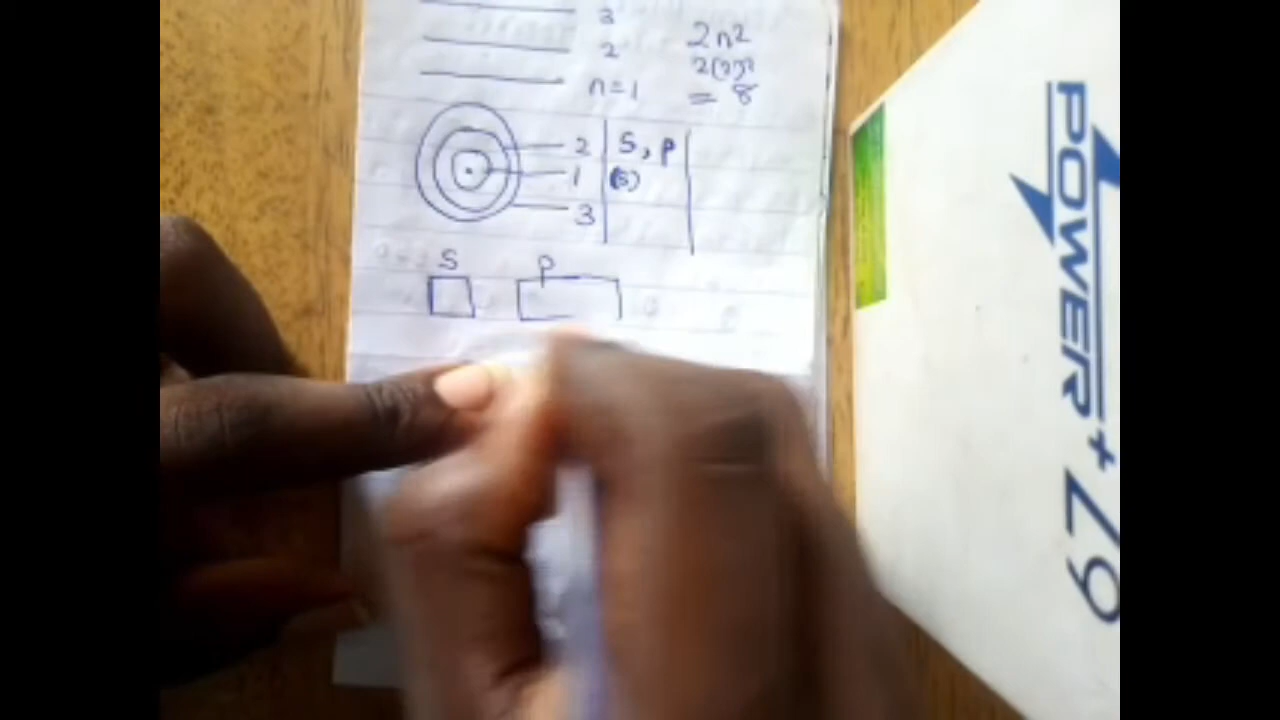 3
2
n=1
2n2
2(2)2
= 8
2 S, P
1 (S)
3
S P
POWER+ Z9